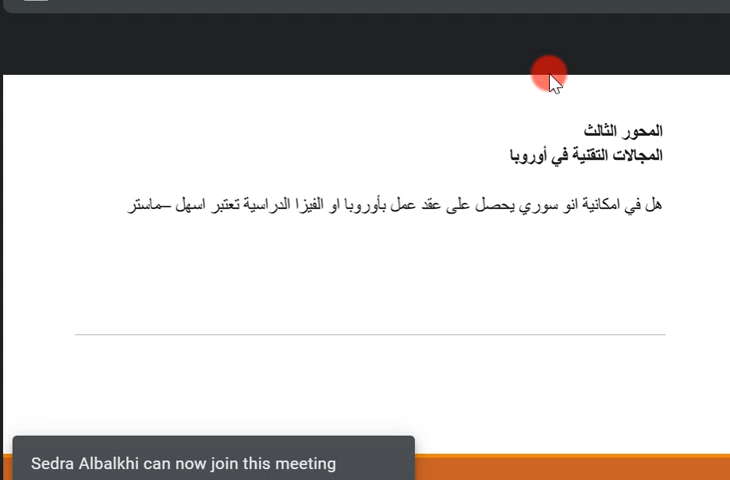 المحور الثالث
المجالات التقنية في أوروبا
هل في امكانية انو سوري يحصل على عقد عمل بأوروبا او الفيزا الدراسية تعتبر اسهل –ماستر
Sedra Albalkhi can now join this meeting